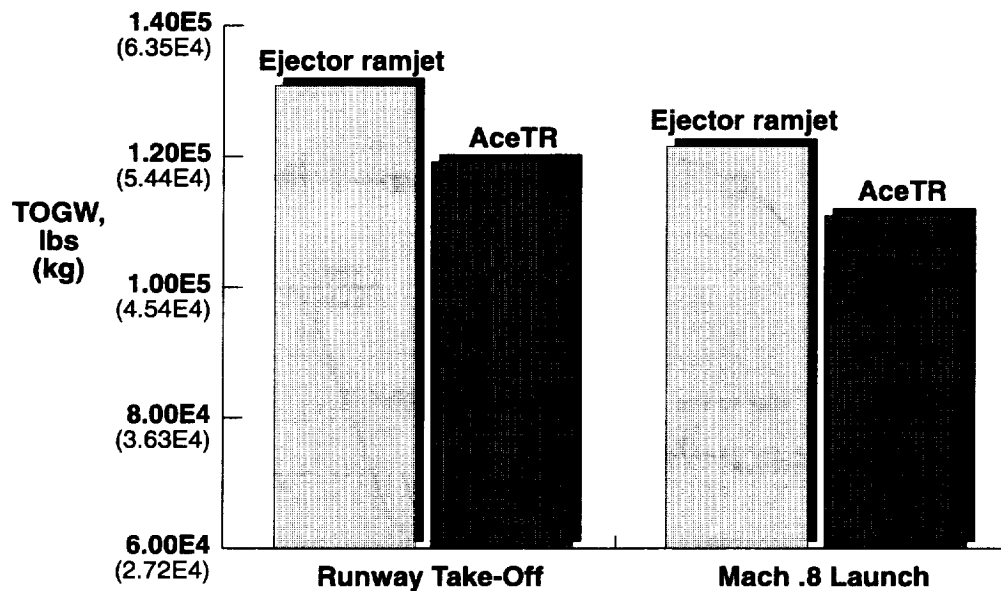 1.40E5
(6.35E4)
Ejector ramjet
AceTR
Ejector ramjet
AceTR
1.20E5
(5.44E4)
TOGW,
lbs
(kg)
1.00E5
(4.54E4)
8.00E4
(3.63E4)
6.00E4
(2.72E4)
Runway Take-Off
Mach .8 Launch